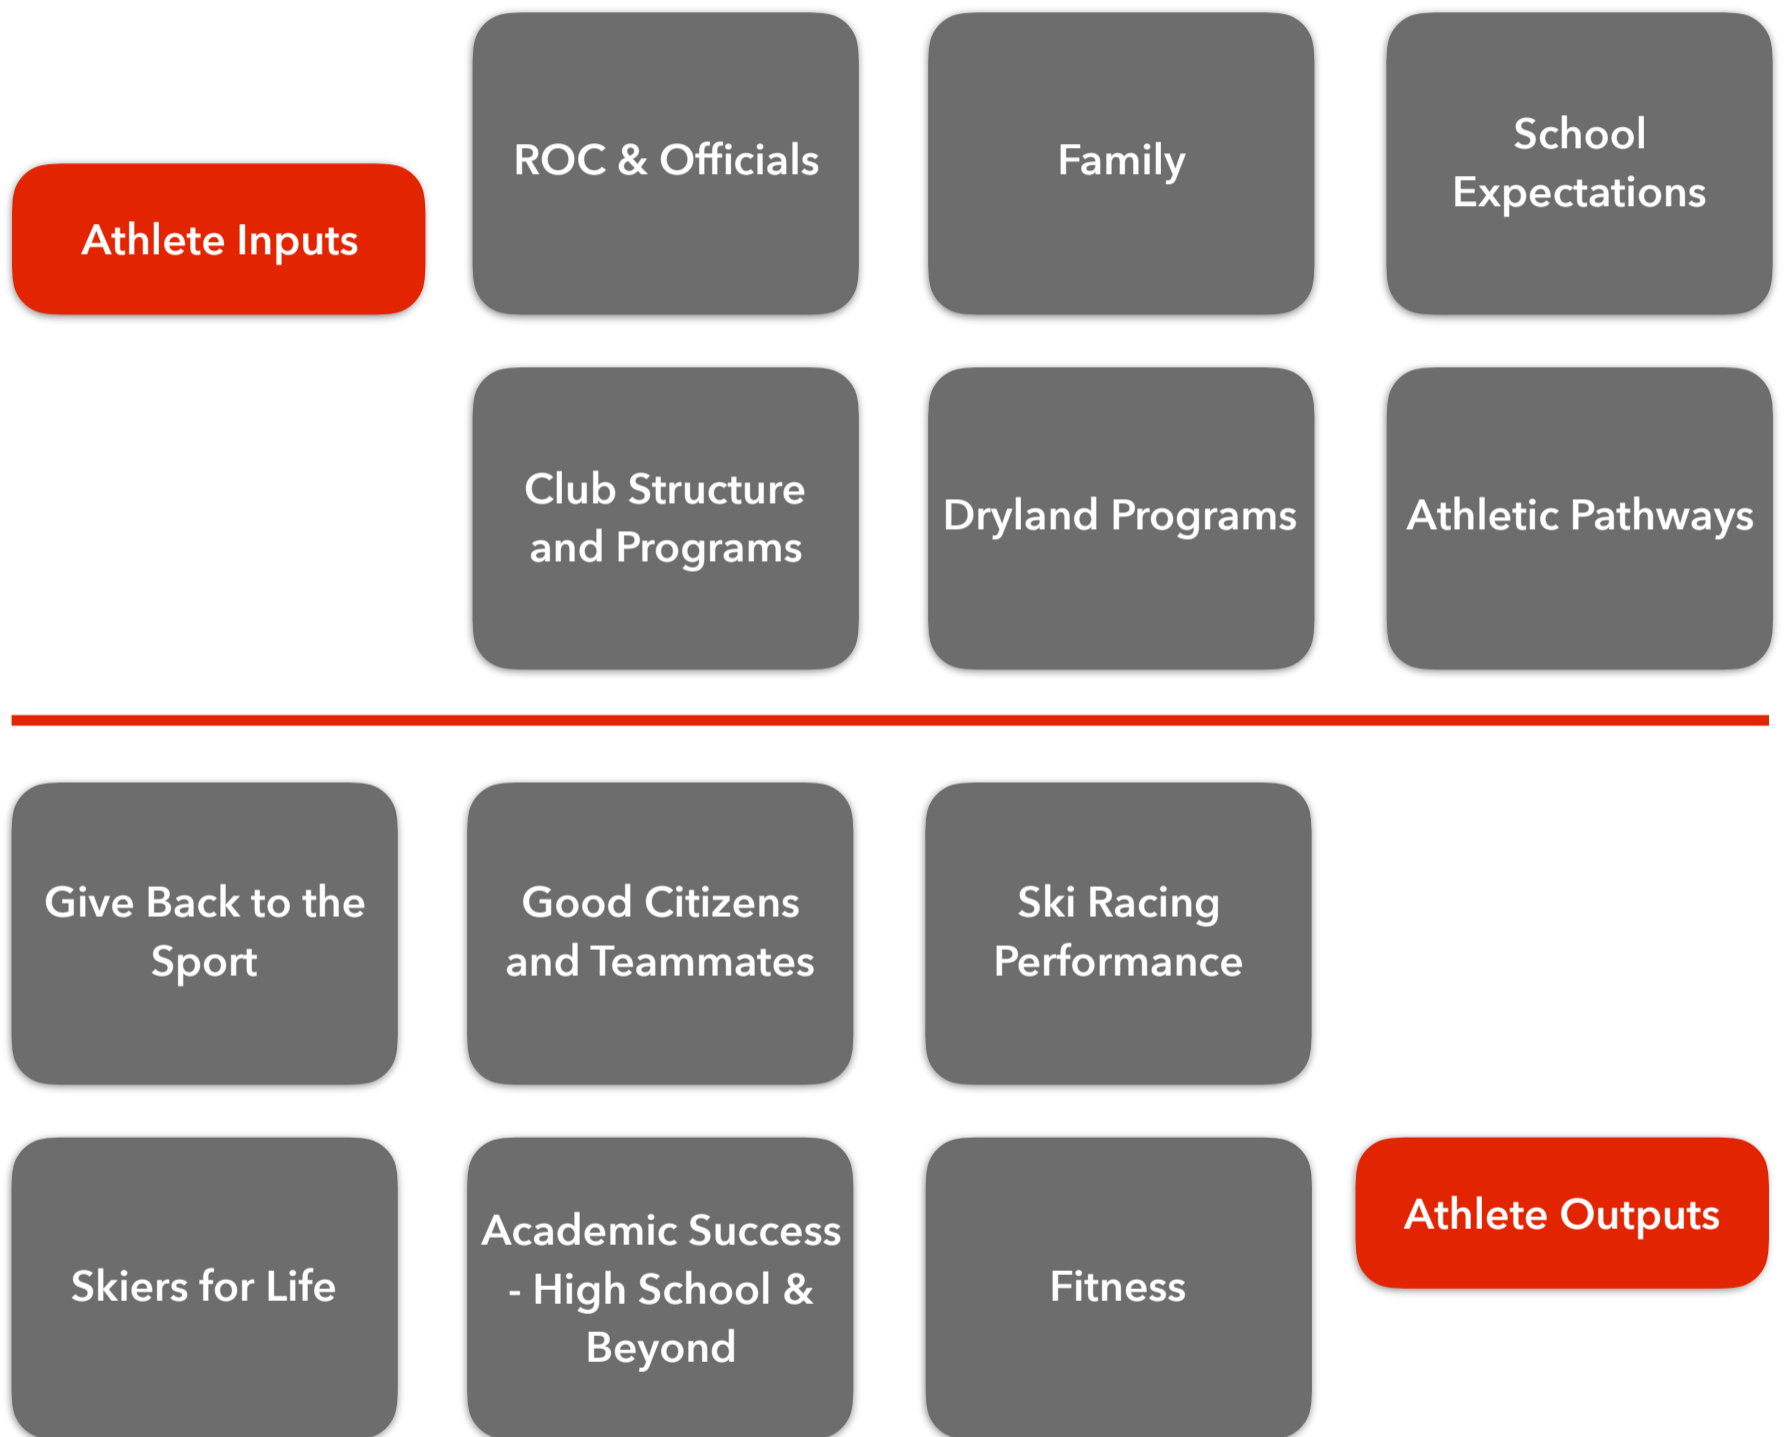 Athlete Inputs
ROC & Officials
Family
School
Expectations
Club Structure
and Programs
Dryland Programs
Athletic Pathways
Give Back to the
Sport
Good Citizens
and Teammates
Ski Racing
Performance
Skiers for Life
Academic Success
- High School &
Beyond
Fitness
Athlete Outputs